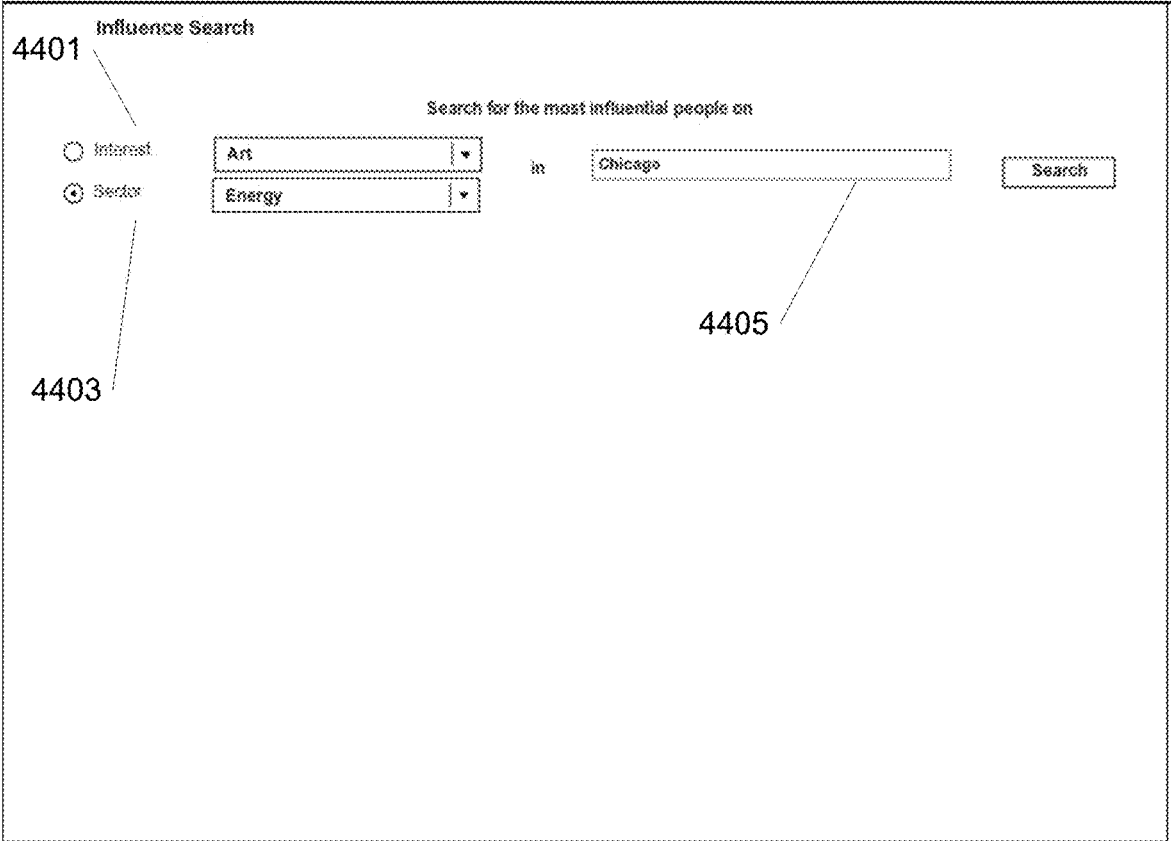 Influence Search
4401
Search for the most influential people on
Interest
Art
in
Chicago
Search
Sector
Energy
4405
4403